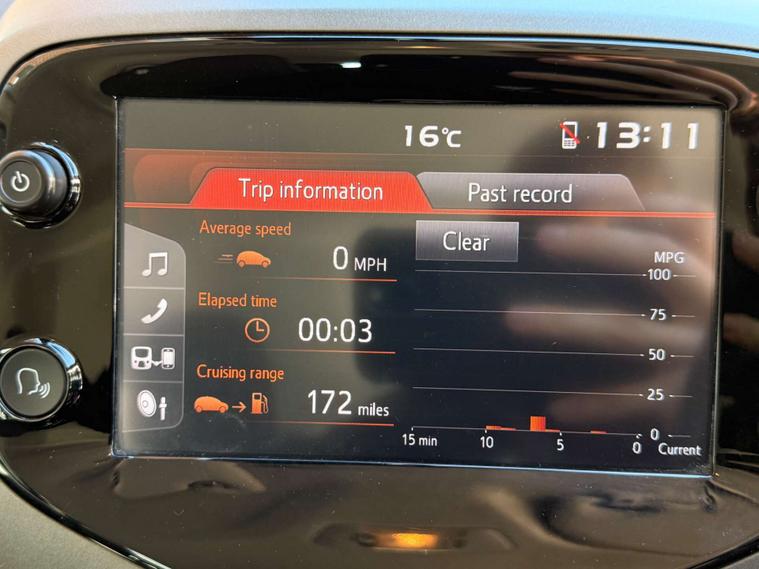 16°C
13:11
Trip information
Past record
Average speed
0 MPH
Elapsed time
00:03
Cruising range
172 miles
Clear
MPG
100
75
50
25
0
15 min
10
5
0
Current